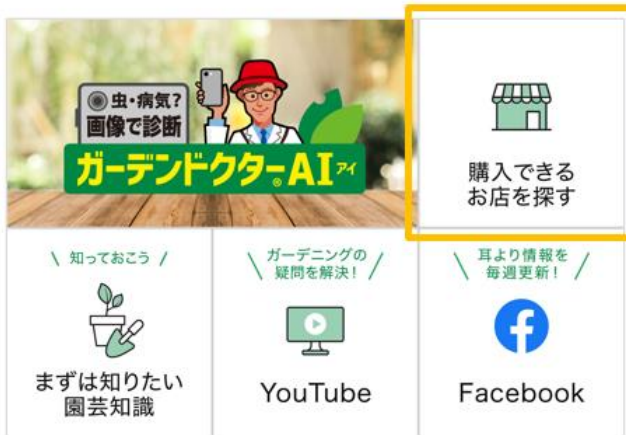 虫・病気?
画像で診断
ガーデンドクター®AIアイ
購入できる
お店を探す
知っておこう
まずは知りたい
園芸知識
ガーデニングの
疑問を解決!
YouTube
耳より情報を
毎週更新!
Facebook